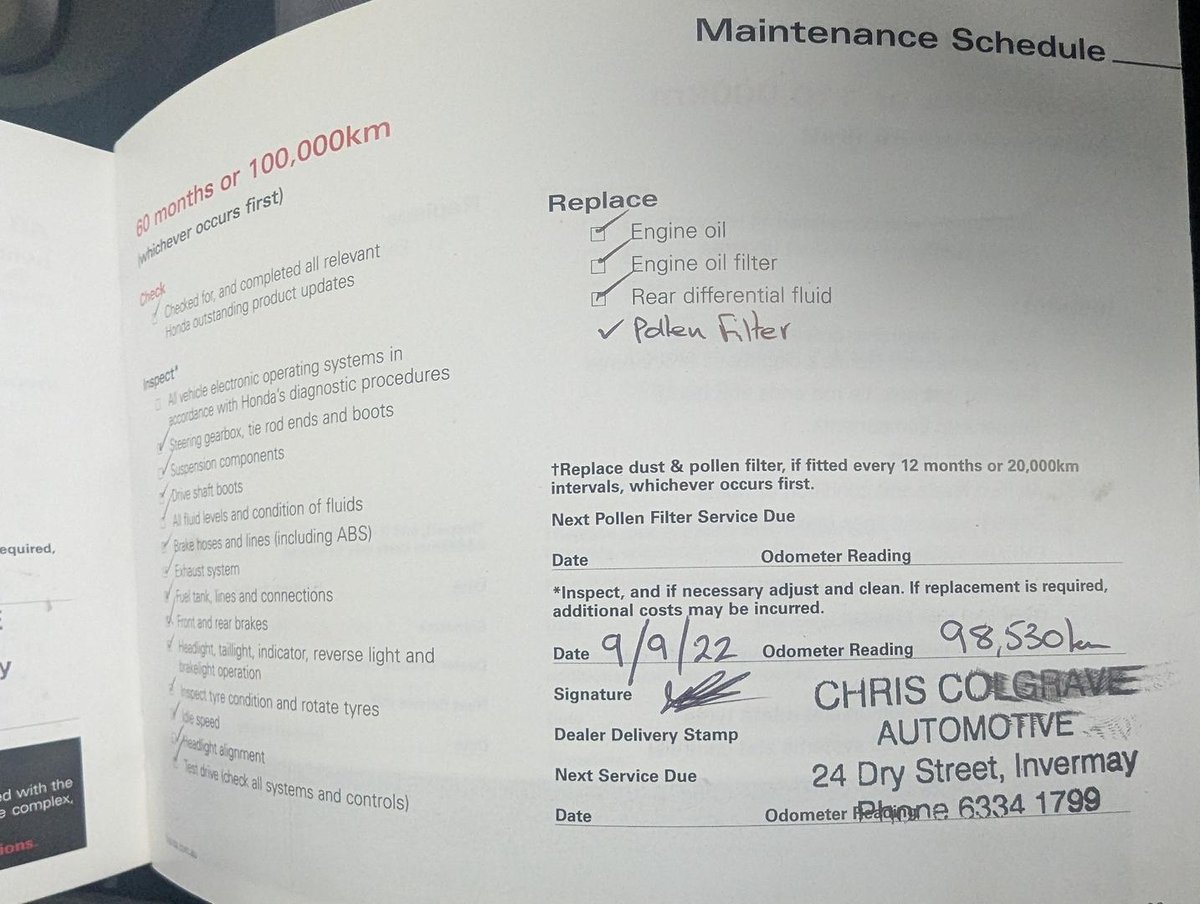 Maintenance Schedule
60 months or 100,000km
(whichever occurs first)
Check
Checked for, and completed all relevant
Honda outstanding product updates
Inspect*
All vehicle electronic operating systems in
accordance with Honda's diagnostic procedures
Steering gearbox, tie rod ends and boots
Suspension components
Drive shaft boots
All fluid levels and condition of fluids
Brake hoses and lines (including ABS)
Exhaust system
Fuel tank, lines and connections
Front and rear brakes
Headlight, taillight, indicator, reverse light and
brakelight operation
Inspect tyre condition and rotate tyres
Idle speed
Headlight alignment
Test drive (check all systems and controls)
Replace
Engine oil
Engine oil filter
Rear differential fluid
Pollen Filter
†Replace dust & pollen filter, if fitted every 12 months or 20,000km
intervals, whichever occurs first.
Next Pollen Filter Service Due
Date Odometer Reading
*Inspect, and if necessary adjust and clean. If replacement is required,
additional costs may be incurred.
Date 9/9/22 Odometer Reading 98,530km
Signature
Dealer Delivery Stamp
Next Service Due
Date Odometer Reading
CHRIS COLGRAVE
AUTOMOTIVE
24 Dry Street, Invermay
Phone 6334 1799
equired,
y
ed with the
e complex,
ions.